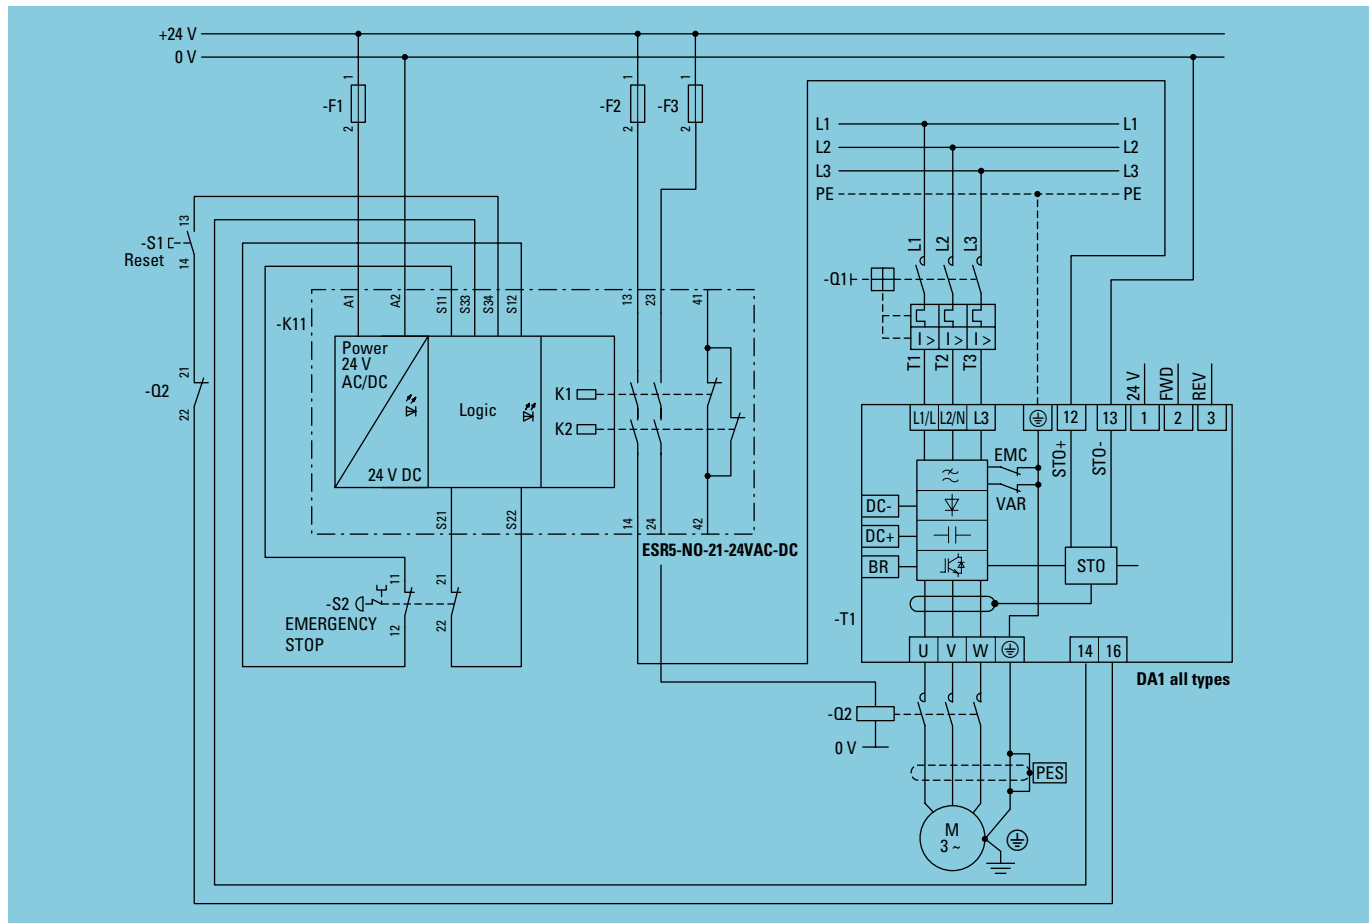 +24 V
0 V
-F1
1
2
-F2
1
2
-F3
1
2
L1
L1
L2
L2
L3
L3
PE
PE
-S1
Reset
13
14
L1
L2
L3
-Q1
I >
I >
I >
T1
T2
T3
-K11
A1
A2
S11
S33
S34
S12
13
23
41
Power
24 V
AC/DC
24 V DC
Logic
K1
K2
S21
S22
14
24
42
ESR5-NO-21-24VAC-DC
-Q2
21
22
-S2
EMERGENCY
STOP
11
12
21
22
24 V
FWD
REV
L1/L
L2/N
L3
12
13
1
2
3
STO+
STO-
EMC
VAR
DC-
DC+
BR
STO
-T1
U
V
W
14
16
DA1 all types
-Q2
0 V
PES
M
3 ~